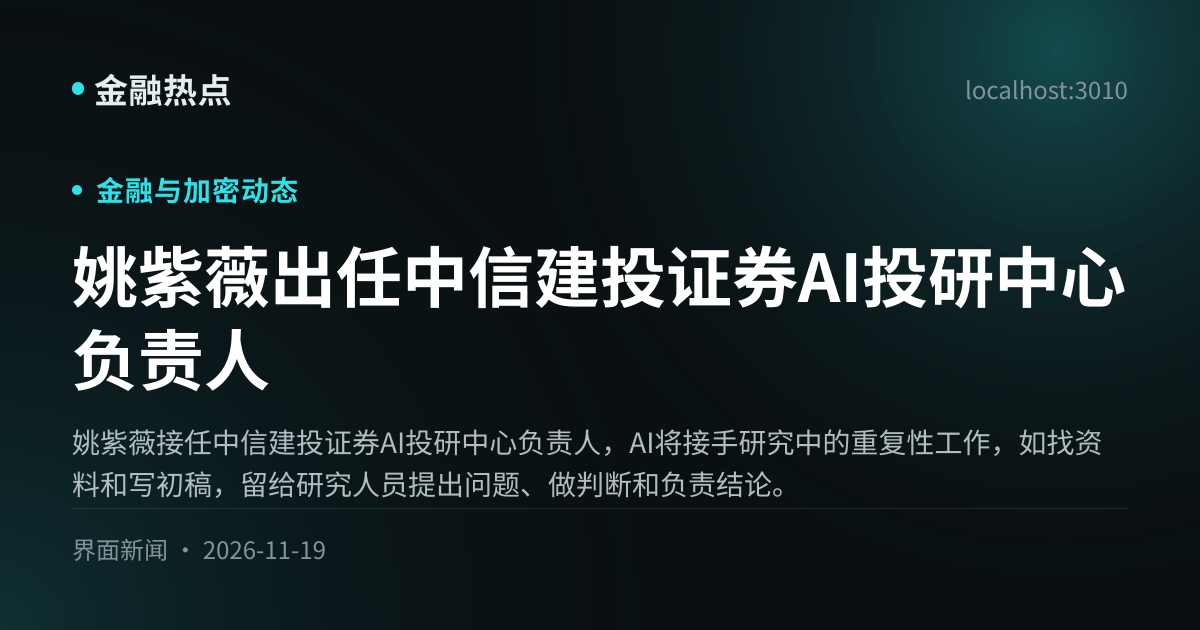 金融热点
localhost:3010
金融与加密动态
姚紫薇出任中信建投证券AI投研中心
负责人
姚紫薇接任中信建投证券AI投研中心负责人，AI将接手研究中的重复性工作，如找资
料和写初稿，留给研究人员提出问题、做判断和负责结论。
界面新闻 · 2026-11-19